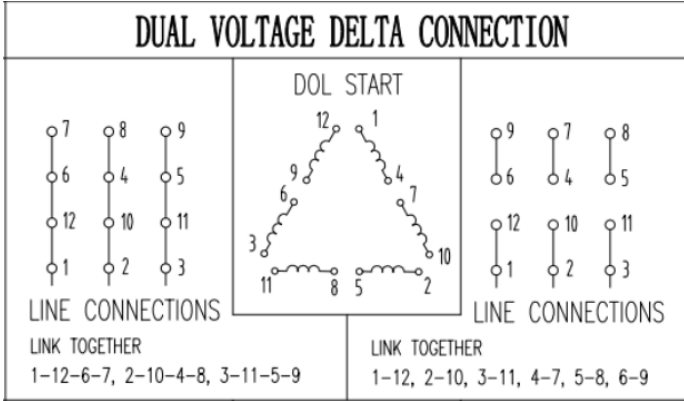 DUAL VOLTAGE DELTA CONNECTION
7 8 9
6 4 5
12 10 11
1 2 3
LINE CONNECTIONS
LINK TOGETHER
1-12-6-7, 2-10-4-8, 3-11-5-9
DOL START
12 1
9 4
6 7
3 10
11 8 5 2
9 7 8
6 4 5
12 10 11
1 2 3
LINE CONNECTIONS
LINK TOGETHER
1-12, 2-10, 3-11, 4-7, 5-8, 6-9